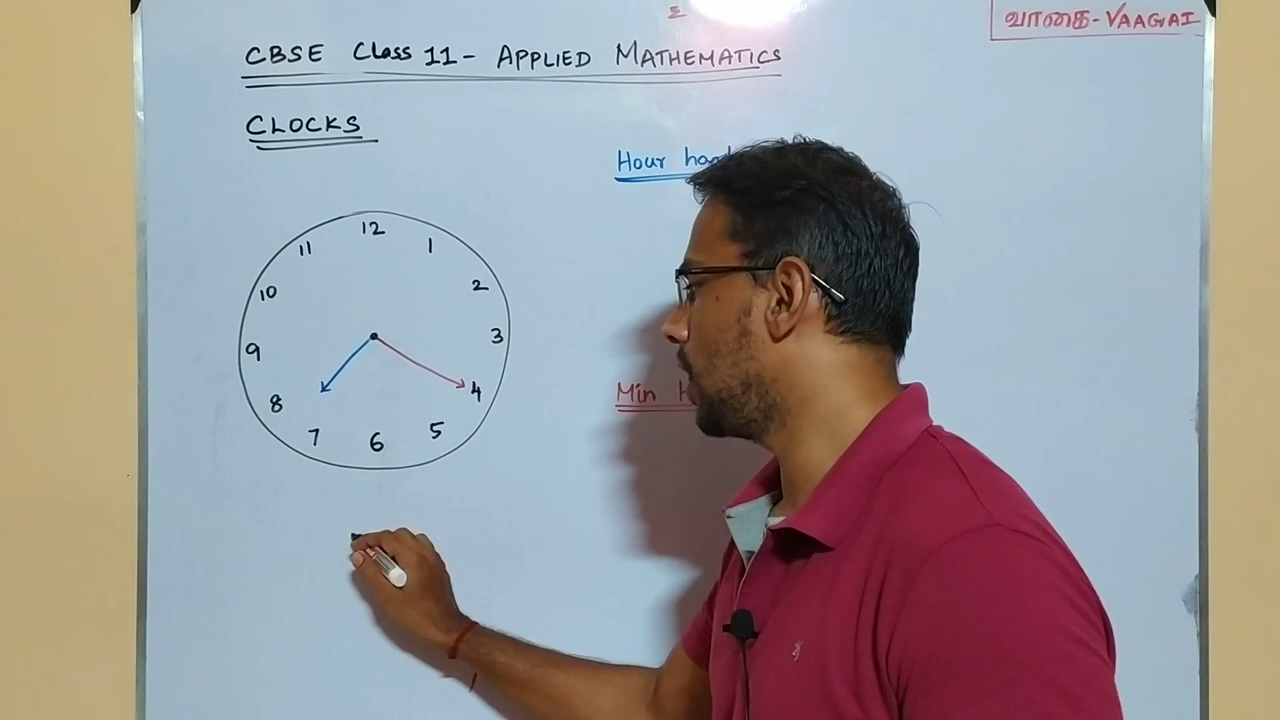 வாகை - VAAGAI
CBSE Class 11 - APPLIED MATHEMATICS
CLOCKS
Hour
12
11
1
10
2
9
3
8
4
7
5
6
Min